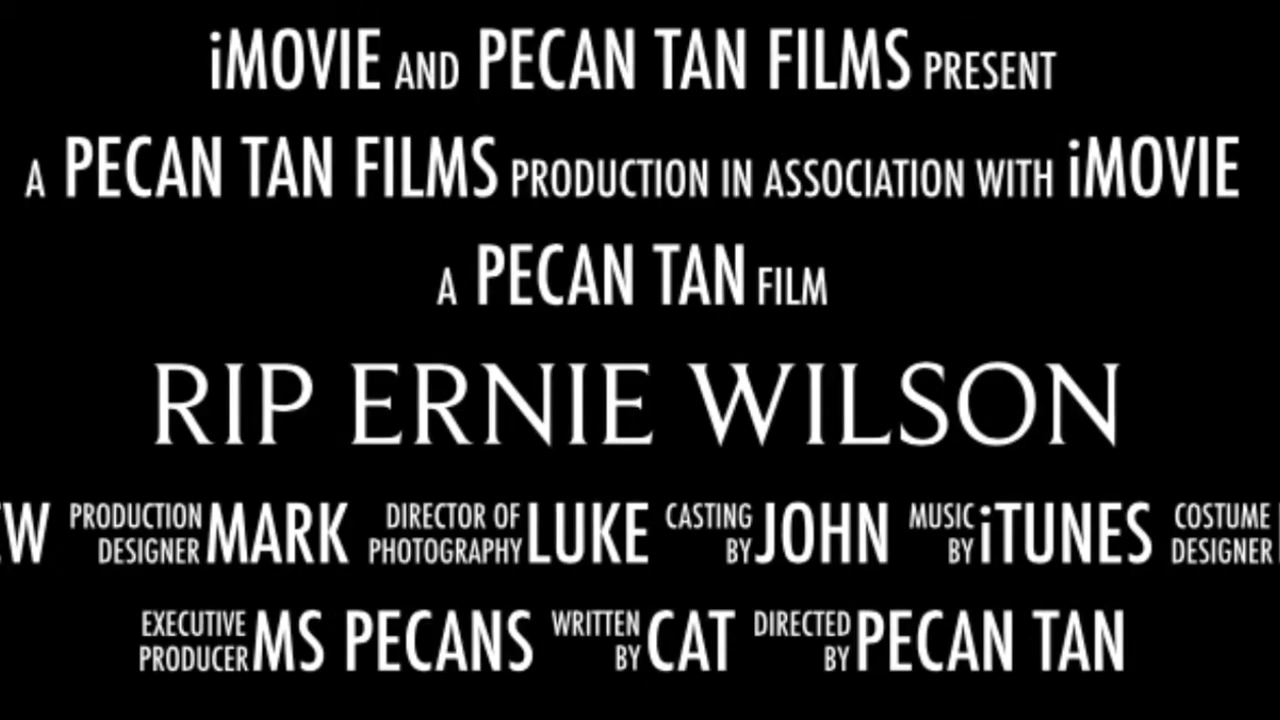 iMOVIE AND PECAN TAN FILMS PRESENT
A PECAN TAN FILMS PRODUCTION IN ASSOCIATION WITH iMOVIE
A PECAN TAN FILM
RIP ERNIE WILSON
PRODUCTION DESIGNER MARK DIRECTOR OF PHOTOGRAPHY LUKE CASTING BY JOHN MUSIC BY iTUNES COSTUME DESIGNER
EXECUTIVE PRODUCER MS PECANS WRITTEN BY CAT DIRECTED BY PECAN TAN